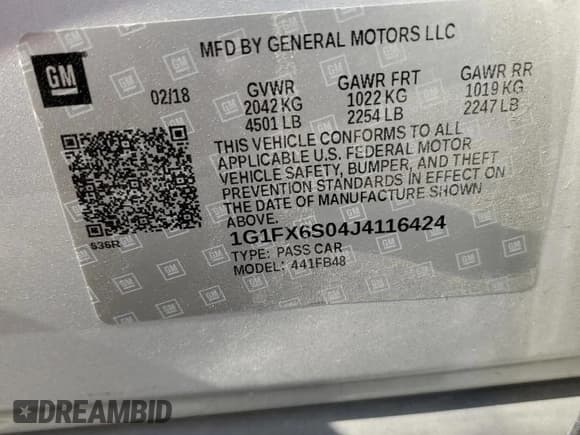 MFD BY GENERAL MOTORS LLC
GM
02/18
GVWR GAWR FRT GAWR RR
2042 KG 1022 KG 1019 KG
4501 LB 2254 LB 2247 LB
THIS VEHICLE CONFORMS TO ALL
APPLICABLE U.S. FEDERAL MOTOR
VEHICLE SAFETY, BUMPER, AND THEFT
PREVENTION STANDARDS IN EFFECT ON
THE DATE OF MANUFACTURE SHOWN
ABOVE.
636R
1G1FX6S04J4116424
TYPE: PASS CAR
MODEL: 441FB48
DREAMBID